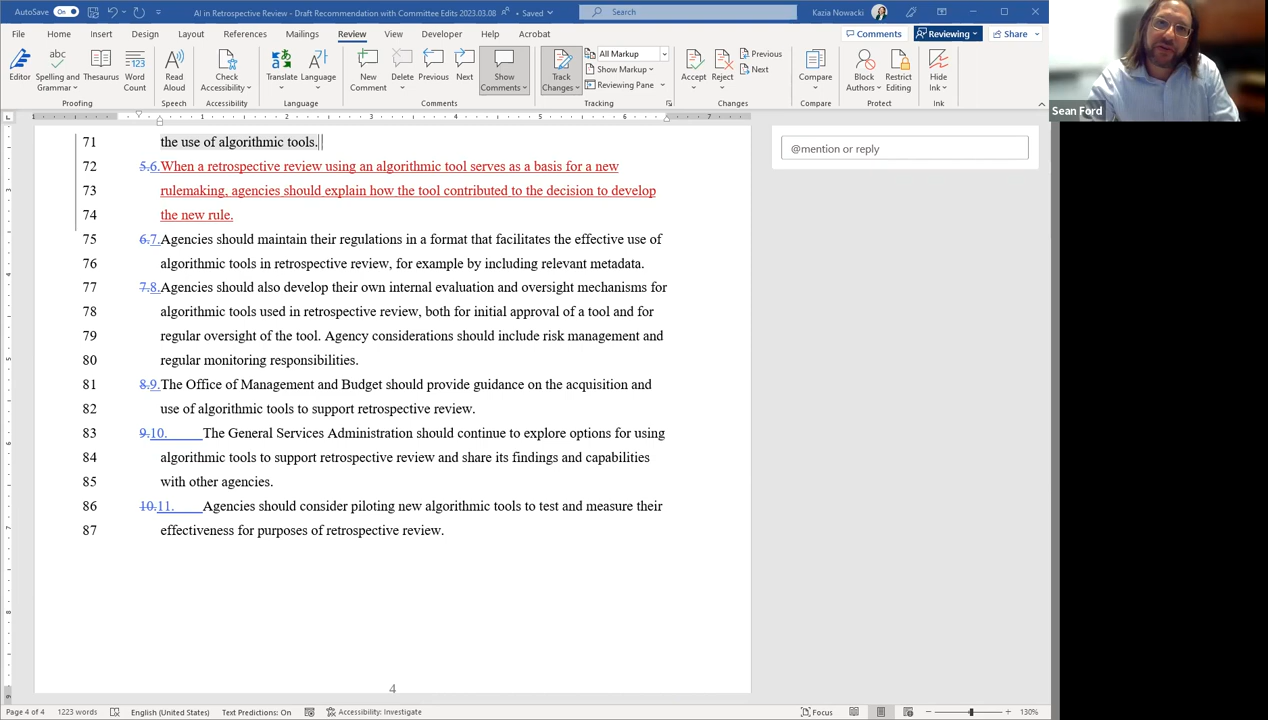 AutoSave On AI in Retrospective Review - Draft Recommendation with Committee Edits 2023.03.08 • Saved Search Kazia Nowacki
File Home Insert Draw Design Layout References Mailings Review View Developer Help Acrobat Comments Reviewing Share
Editor Spelling and Grammar Thesaurus Word Count Read Aloud Check Accessibility Translate Language New Comment Delete Previous Next Show Comments Track Changes All Markup Show Markup Reviewing Pane Accept Reject Previous Next Compare Block Authors Restrict Editing Hide Ink
Proofing Speech Accessibility Language Comments Tracking Changes Compare Protect Ink
Sean Ford
1 1 2 3 4 5 6 7
71 the use of algorithmic tools.
@mention or reply
72 5.6.When a retrospective review using an algorithmic tool serves as a basis for a new
73 rulemaking, agencies should explain how the tool contributed to the decision to develop
74 the new rule.
75 6.7.Agencies should maintain their regulations in a format that facilitates the effective use of
76 algorithmic tools in retrospective review, for example by including relevant metadata.
77 7.8.Agencies should also develop their own internal evaluation and oversight mechanisms for
78 algorithmic tools used in retrospective review, both for initial approval of a tool and for
79 regular oversight of the tool. Agency considerations should include risk management and
80 regular monitoring responsibilities.
81 8.9.The Office of Management and Budget should provide guidance on the acquisition and
82 use of algorithmic tools to support retrospective review.
83 9.10. The General Services Administration should continue to explore options for using
84 algorithmic tools to support retrospective review and share its findings and capabilities
85 with other agencies.
86 10.11. Agencies should consider piloting new algorithmic tools to test and measure their
87 effectiveness for purposes of retrospective review.
4
Page 4 of 4 1223 words English (United States) Text Predictions: On Accessibility: Investigate Focus 130%